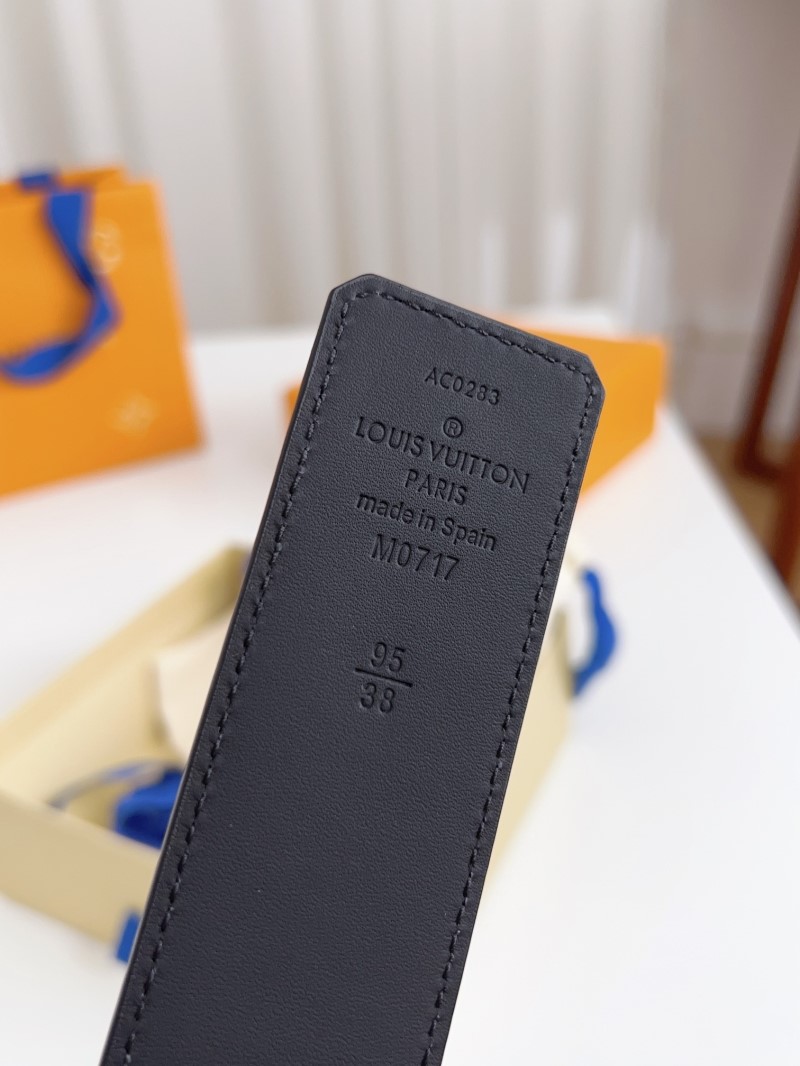 AC0283
®
LOUIS VUITTON
PARIS
made in Spain
M0717
95
38